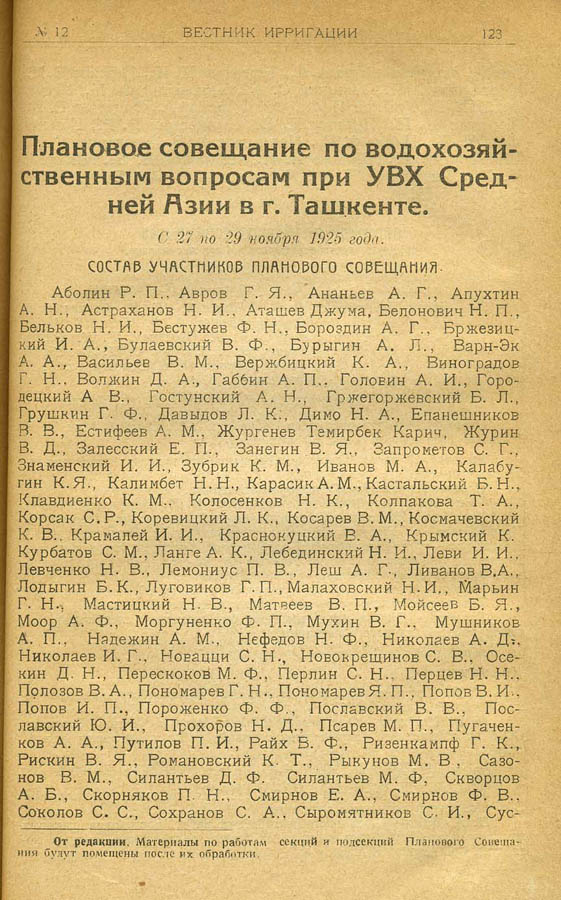 № 12 ВЕСТНИК ИРРИГАЦИИ 123
Плановое совещание по водохозяй-
ственным вопросам при УВХ Сред-
ней Азии в г. Ташкенте.
С 27 по 29 ноября 1925 года.
СОСТАВ УЧАСТНИКОВ ПЛАНОВОГО СОВЕЩАНИЯ.
Аболин Р. П., Авров Г. Я., Ананьев А. Г., Апухтин
А. Н., Астраханов Н. И., Аташев Джума, Белонович Н. П.,
Бельков Н. И., Бестужев Ф. Н., Бороздин А. Г., Бржезиц-
кий И. А., Булаевский В. Ф., Бурыгин А. Л., Варн-Эк
А. А., Васильев В. М., Вержбицкий К. А., Виноградов
Г. Н., Волжин Д. А., Габбин А. П., Головин А. И., Горо-
децкий А. В., Гостунский А. Н., Гржегоржевский Б. Л.,
Грушкин Г. Ф., Давыдов Л. К., Димо Н. А., Епанешников
В. В., Естифеев А. М., Жургенев Темирбек Карич, Журин
В. Д., Залесский Е. П., Занегин В. Я., Запрометов С. Г.,
Знаменский И. И., Зубрик К. М., Иванов М. А., Калабу-
гин К. Я., Калимбет Н. Н., Карасик А. М., Кастальский Б. Н.,
Клавдиенко К. М., Колосенков Н. К., Колпакова Т. А.,
Корсак С. Р., Коревицкий Л. К., Косарев В. М., Космачевский
К. В., Крамалей И. И., Краснокуцкий В. А., Крымский К.
Курбатов С. М., Ланге А. К., Лебединский Н. И., Леви И. И.,
Левченко Н. В., Лемониус П. В., Леш А. Г., Ливанов В,А.,
Лодыгин Б. К., Луговиков Г. П., Малаховский Н. И., Марьин
Г. Н., Мастицкий Н. В., Матвеев В. П., Мойсеев Б. Я.,
Моор А. Ф., Моргуненко Ф. П., Мухин В. Г., Мушников
А. П., Надежин А. М., Нефедов Н. Ф., Николаев А. Д.,
Николаев И. Г., Новацци С. Н., Новокрещинов С. В., Осе-
кин Д. Н., Перескоков М. Ф., Перлин С. Н., Перцев Н. Н.,
Полозов В. А., Пономарев Г. Н., Пономарев Я. П., Попов В. И.,
Попов И. П., Пороженко Ф. Ф., Пославский В. В., Пос-
лавский Ю. И., Прохоров Н. Д., Псарев М. П., Пугачен-
ков А. А., Путилов П. И., Райх В. Ф., Ризенкампф Г. К.,
Рискин В. Я., Романовский К. Т., Рыкунов М. В., Сазо-
нов В. М., Силантьев Д. Ф. Силантьев М. Ф., Скворцов
А. Б., Скорняков П. Н., Смирнов Е. А., Смирнов Ф. В.,
Соколов С. С., Сохранов С. А., Сыромятников С. И., Сус-
От редакции. Материалы по работам секций и подсекций Планового Совеща-
ния будут помещены после их обработки.